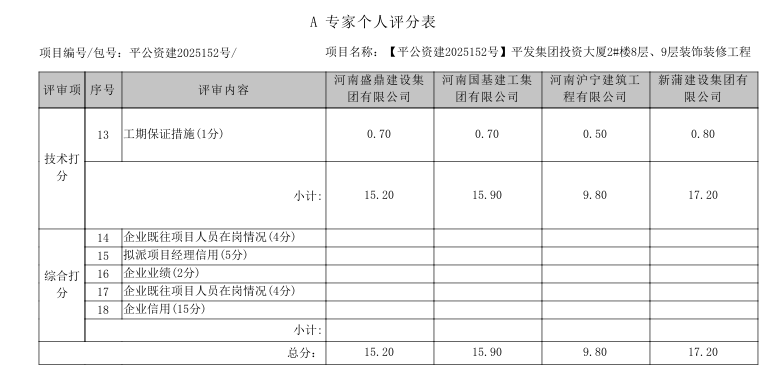 A 专家个人评分表
项目编号/包号: 平公资建2025152号/ 项目名称: 【平公资建2025152号】平发集团投资大厦2#楼8层、9层装饰装修工程
评审项 序号 评审内容 河南盛鼎建设集团有限公司 河南国基建工集团有限公司 河南沪宁建筑工程有限公司 新蒲建设集团有限公司
技术打分
13 工期保证措施(1分) 0.70 0.70 0.50 0.80
小计: 15.20 15.90 9.80 17.20
综合打分
14 企业既往项目人员在岗情况(4分)
15 拟派项目经理信用(5分)
16 企业业绩(2分)
17 企业既往项目人员在岗情况(4分)
18 企业信用(15分)
小计:
总分: 15.20 15.90 9.80 17.20